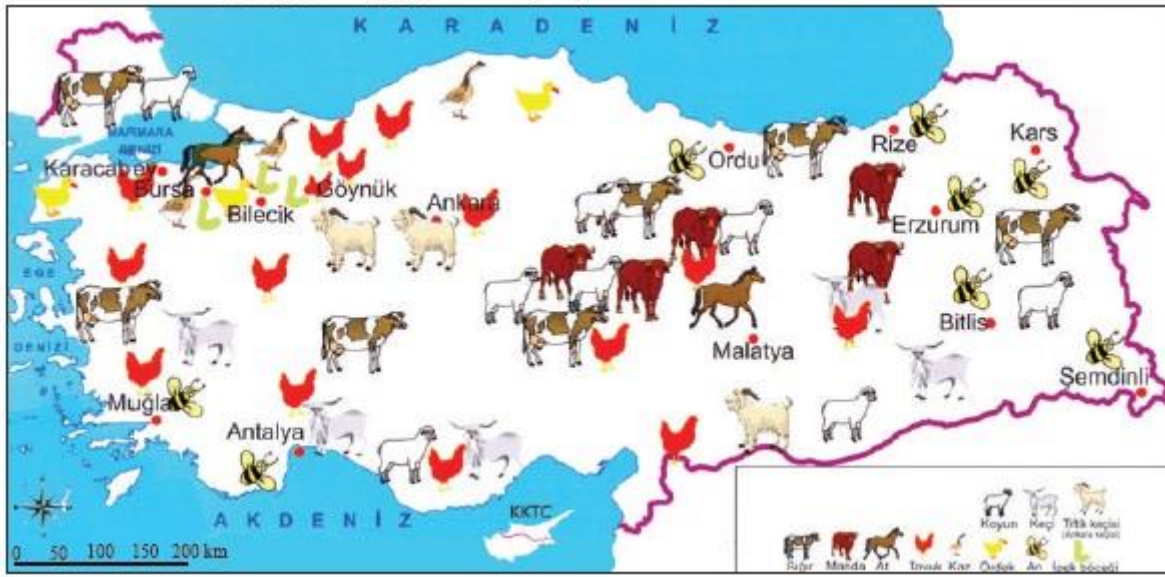 KARADENİZ
MARMARA
DENİZİ
Karacabey
Bursa
Bilecik
Göynük
Ankara
Ordu
Rize
Kars
Erzurum
EGE
DENİZİ
Malatya
Bitlis
Şemdinli
Muğla
Antalya
AKDENİZ
KKTC
0 50 100 150 200 km
Koyun Keçi Tiftik keçisi
(Ankara keçisi)
Sığır Manda At Tavuk Kaz Ördek Arı İpek böceği